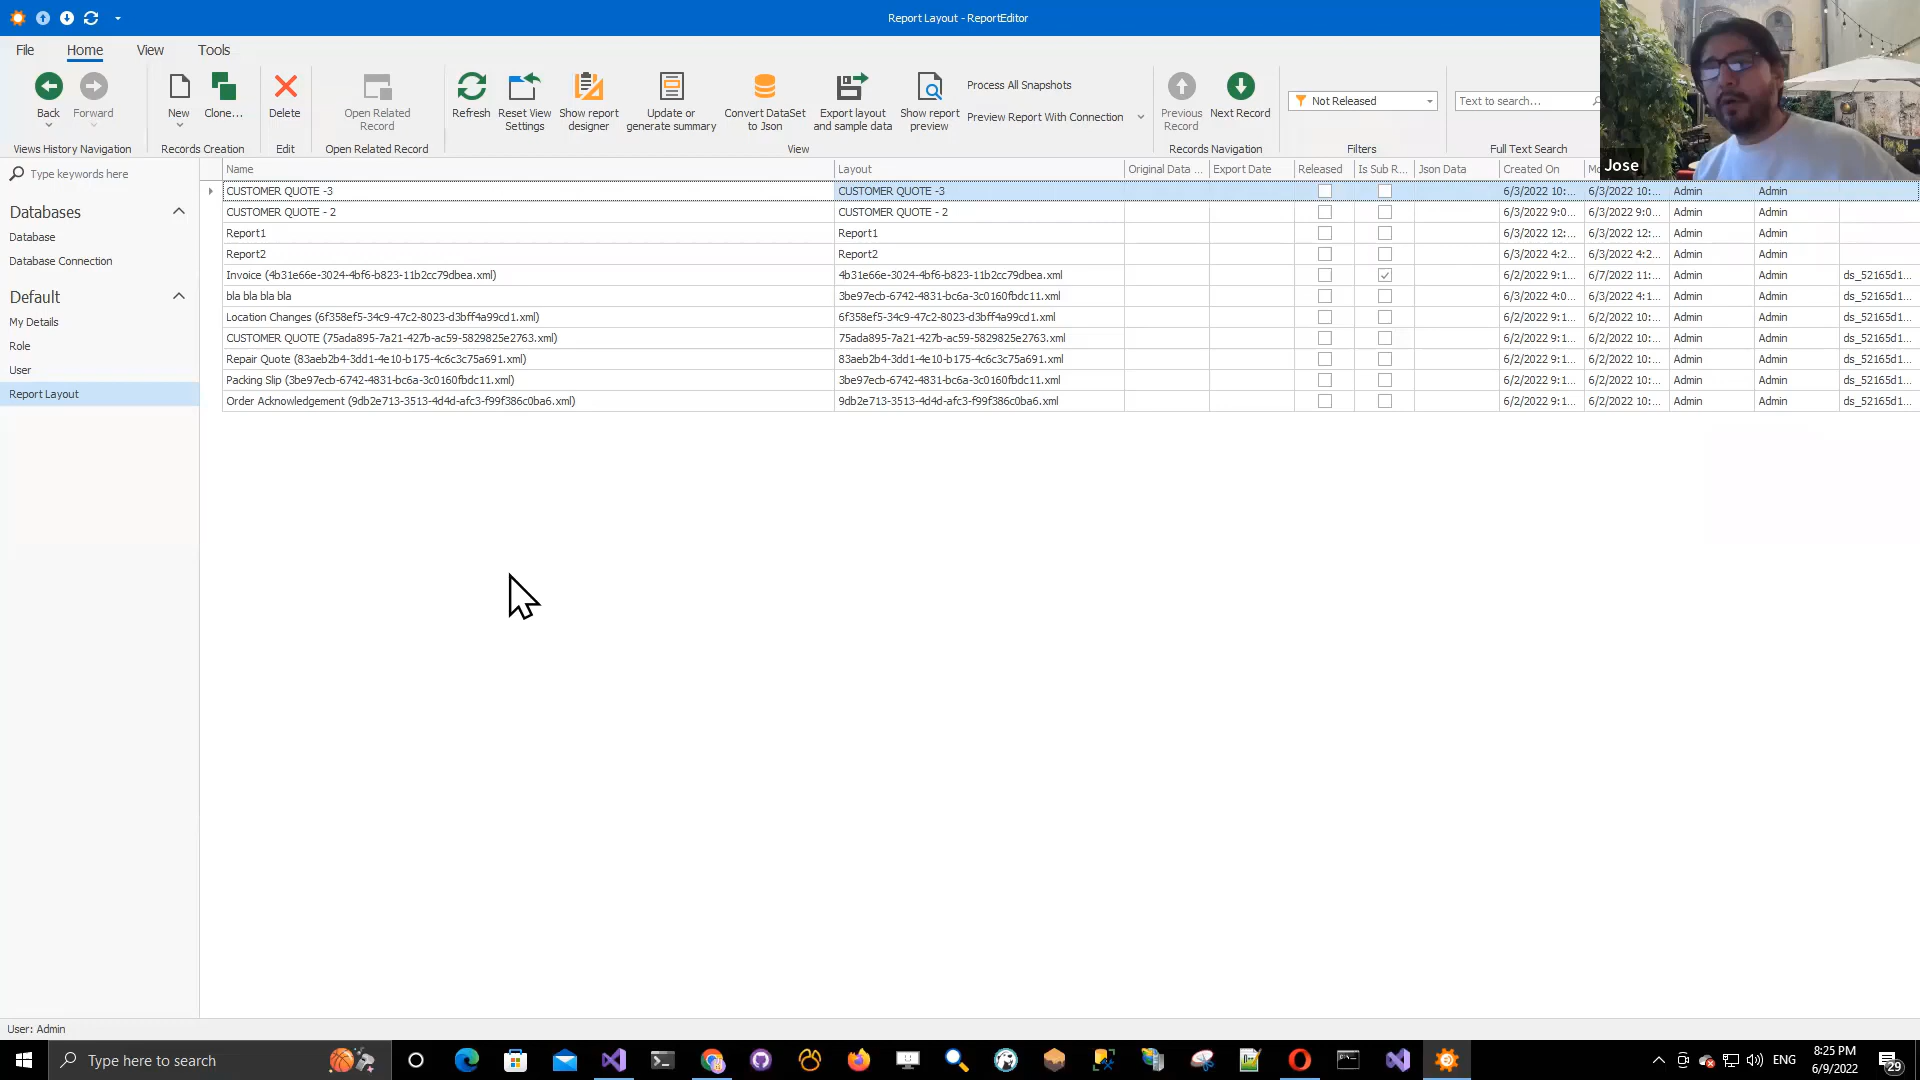 Report Layout - ReportEditor
File Home View Tools
Back
Forward
Views History Navigation
New
Clone...
Records Creation
Delete
Edit
Open Related
Record
Open Related Record
Refresh
Reset View
Settings
Show report
designer
Update or
generate summary
Convert DataSet
to Json
Export layout
and sample data
Show report
preview
Process All Snapshots
Preview Report With Connection
View
Previous
Record
Next Record
Records Navigation
Not Released
Filters
Text to search...
Full Text Search
Jose
Type keywords here
Databases
Database
Database Connection
Default
My Details
Role
User
Report Layout
Name Layout Original Data ... Export Date Released Is Sub R... Json Data Created On
CUSTOMER QUOTE -3 CUSTOMER QUOTE -3 6/3/2022 10:... 6/3/2022 10:... Admin Admin
CUSTOMER QUOTE - 2 CUSTOMER QUOTE - 2 6/3/2022 9:0... 6/3/2022 9:0... Admin Admin
Report1 Report1 6/3/2022 12:... 6/3/2022 12:... Admin Admin
Report2 Report2 6/3/2022 4:2... 6/3/2022 4:2... Admin Admin
Invoice (4b31e66e-3024-4bf6-b823-11b2cc79dbea.xml) 4b31e66e-3024-4bf6-b823-11b2cc79dbea.xml 6/2/2022 9:1... 6/7/2022 11:... Admin Admin ds_52165d1...
bla bla bla bla 3be97ecb-6742-4831-bc6a-3c0160fbdc11.xml 6/3/2022 4:0... 6/3/2022 4:1... Admin Admin ds_52165d1...
Location Changes (6f358ef5-34c9-47c2-8023-d3bff4a99cd1.xml) 6f358ef5-34c9-47c2-8023-d3bff4a99cd1.xml 6/2/2022 9:1... 6/2/2022 10:... Admin Admin ds_52165d1...
CUSTOMER QUOTE (75ada895-7a21-427b-ac59-5829825e2763.xml) 75ada895-7a21-427b-ac59-5829825e2763.xml 6/2/2022 9:1... 6/2/2022 10:... Admin Admin ds_52165d1...
Repair Quote (83aeb2b4-3dd1-4e10-b175-4c6c3c75a691.xml) 83aeb2b4-3dd1-4e10-b175-4c6c3c75a691.xml 6/2/2022 9:1... 6/2/2022 10:... Admin Admin ds_52165d1...
Packing Slip (3be97ecb-6742-4831-bc6a-3c0160fbdc11.xml) 3be97ecb-6742-4831-bc6a-3c0160fbdc11.xml 6/2/2022 9:1... 6/2/2022 10:... Admin Admin ds_52165d1...
Order Acknowledgement (9db2e713-3513-4d4d-afc3-f99f386c0ba6.xml) 9db2e713-3513-4d4d-afc3-f99f386c0ba6.xml 6/2/2022 9:1... 6/2/2022 10:... Admin Admin ds_52165d1...
User: Admin
Type here to search
ENG
8:25 PM
6/9/2022
29